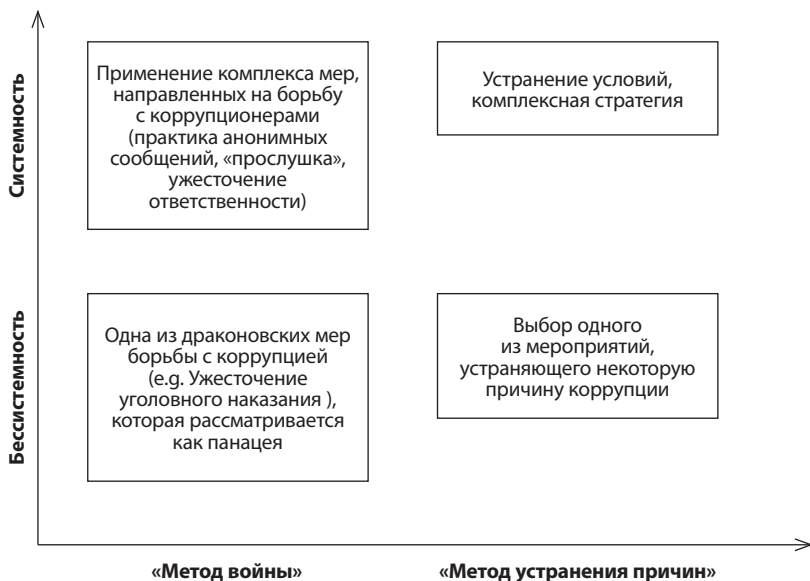 Системность
Применение комплекса мер,
направленных на борьбу
с коррупционерами
(практика анонимных
сообщений, «прослушка»,
ужесточение
ответственности)
Устранение условий,
комплексная стратегия
Бессистемность
Одна из драконовских мер
борьбы с коррупцией
(e.g. Ужесточение
уголовного наказания ),
которая рассматривается
как панацея
Выбор одного
из мероприятий,
устраняющего некоторую
причину коррупции
«Метод войны»
«Метод устранения причин»